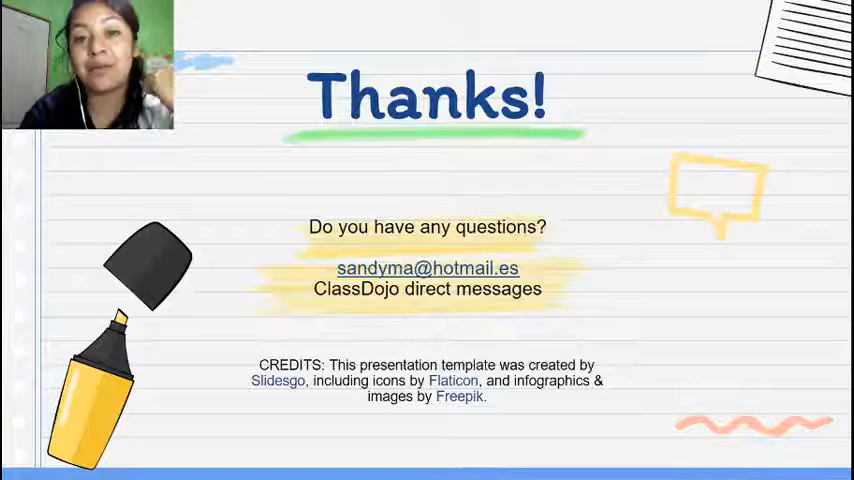 Thanks!
Do you have any questions?
sandyma@hotmail.es
ClassDojo direct messages
CREDITS: This presentation template was created by
Slidesgo, including icons by Flaticon, and infographics &
images by Freepik.